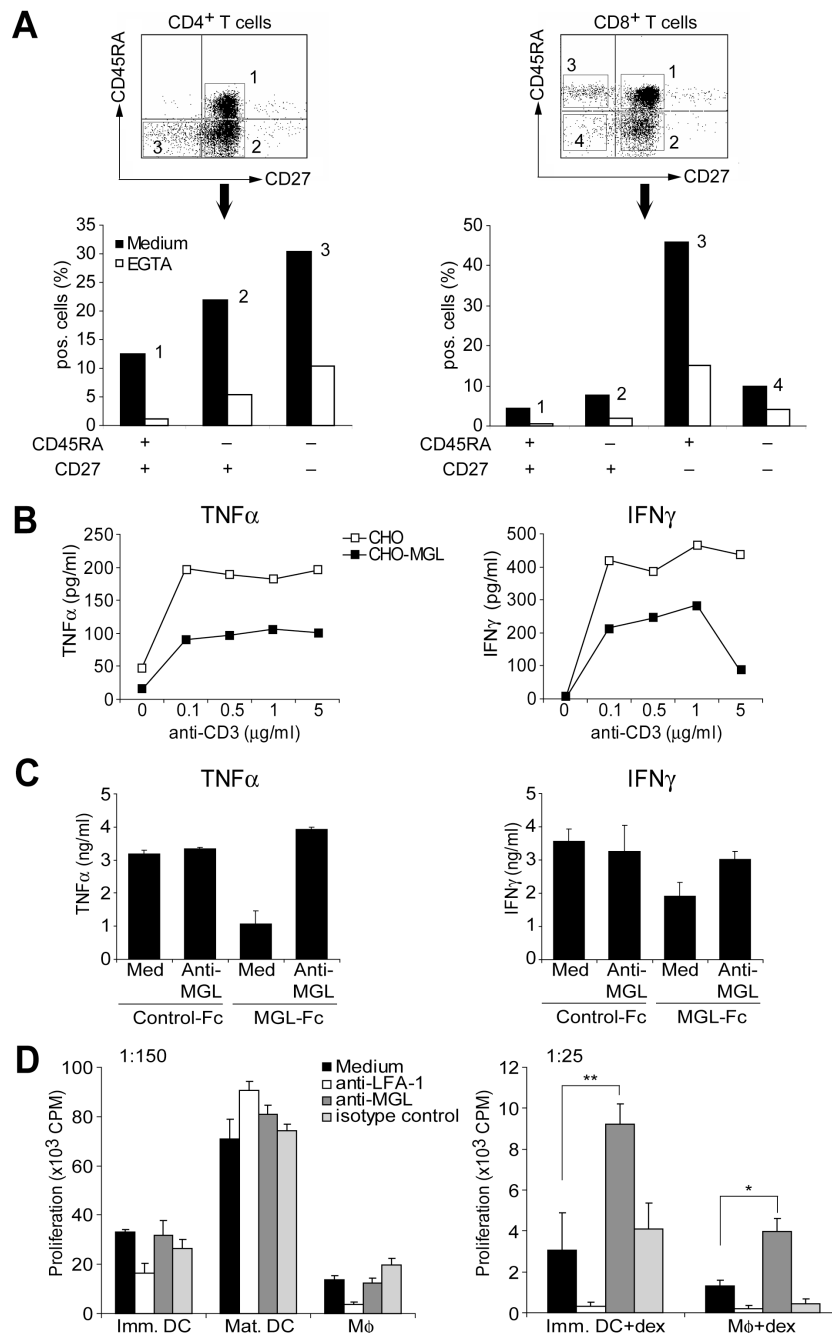 A
CD4+ T cells
CD8+ T cells
CD45RA
1
3
2
CD27
CD45RA
3
1
4
2
CD27
pos. cells (%)
35
30
25
20
15
10
5
0
Medium
EGTA
1
2
3
CD45RA + – –
CD27 + + –
pos. cells (%)
50
40
30
20
10
0
1
2
3
4
CD45RA + – + –
CD27 + + – –
B
TNFα
TNFα (pg/ml)
250
200
150
100
50
0
0 0.1 0.5 1 5
anti-CD3 (μg/ml)
CHO
CHO-MGL
IFNγ
IFNγ (pg/ml)
500
400
300
200
100
0
0 0.1 0.5 1 5
anti-CD3 (μg/ml)
C
TNFα
TNFα (ng/ml)
5
4
3
2
1
0
Med Anti-MGL Med Anti-MGL
Control-Fc MGL-Fc
IFNγ
IFNγ (ng/ml)
5
4
3
2
1
0
Med Anti-MGL Med Anti-MGL
Control-Fc MGL-Fc
D
1:150
Proliferation (x10³ CPM)
100
80
60
40
20
0
Imm. DC Mat. DC Mϕ
Medium
anti-LFA-1
anti-MGL
isotype control
1:25
Proliferation (x10³ CPM)
12
10
8
6
4
2
0
**
*
Imm. DC+dex Mϕ+dex